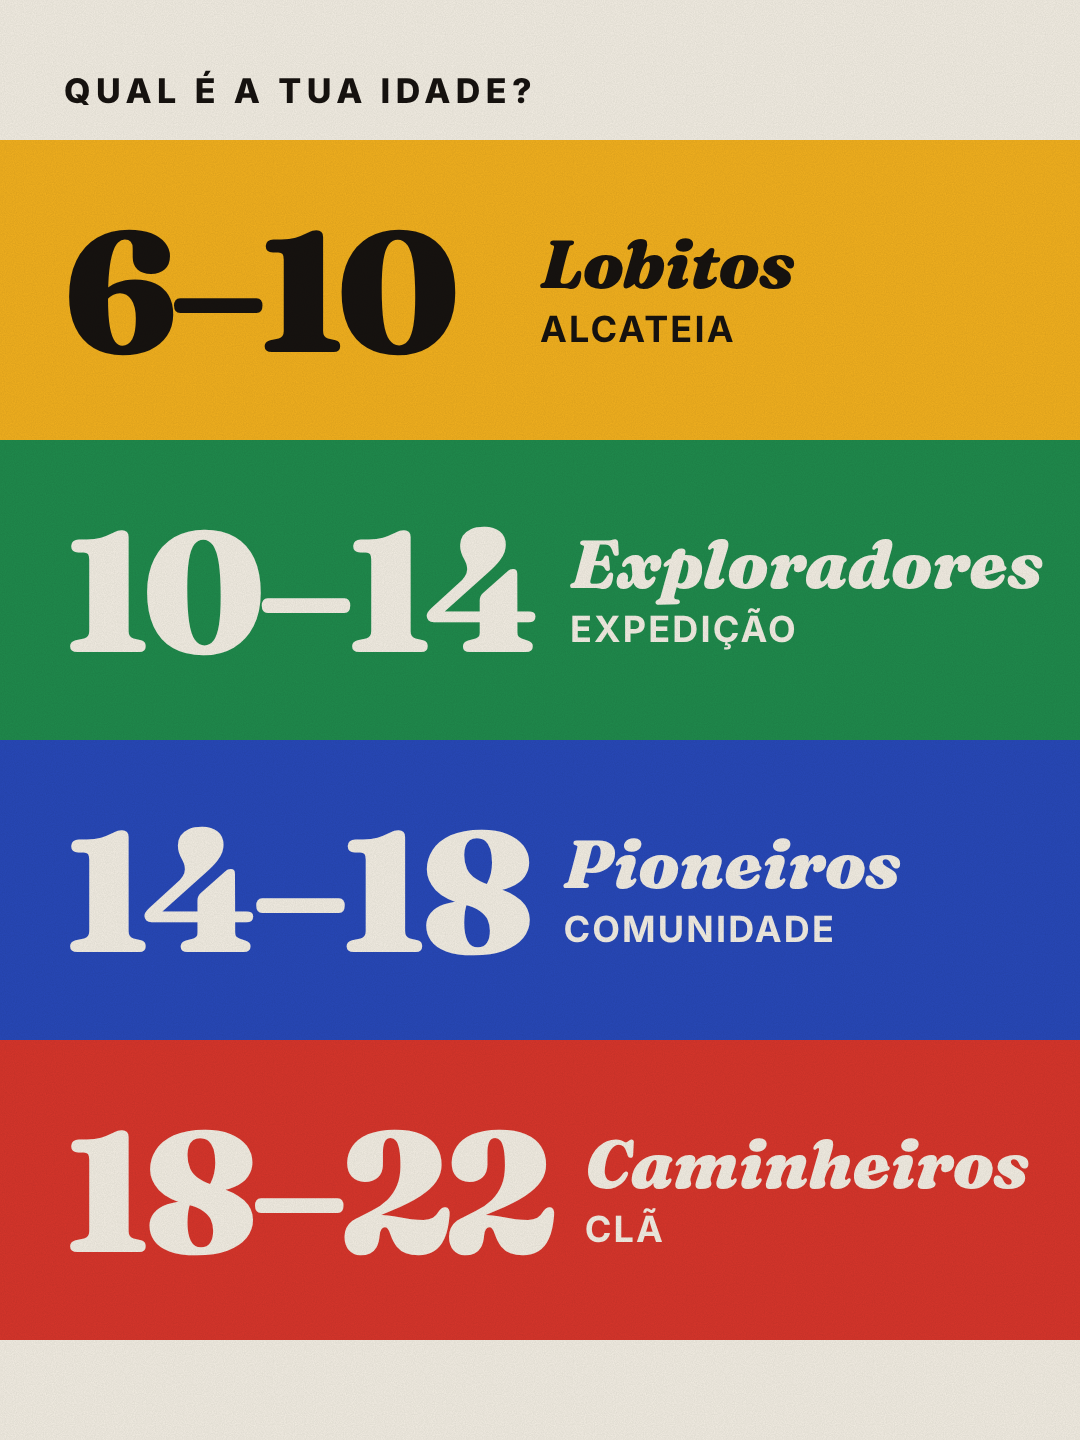 QUAL É A TUA IDADE?
6–10
Lobitos
ALCATEIA
10–14
Exploradores
EXPEDIÇÃO
14–18
Pioneiros
COMUNIDADE
18–22
Caminheiros
CLÃ